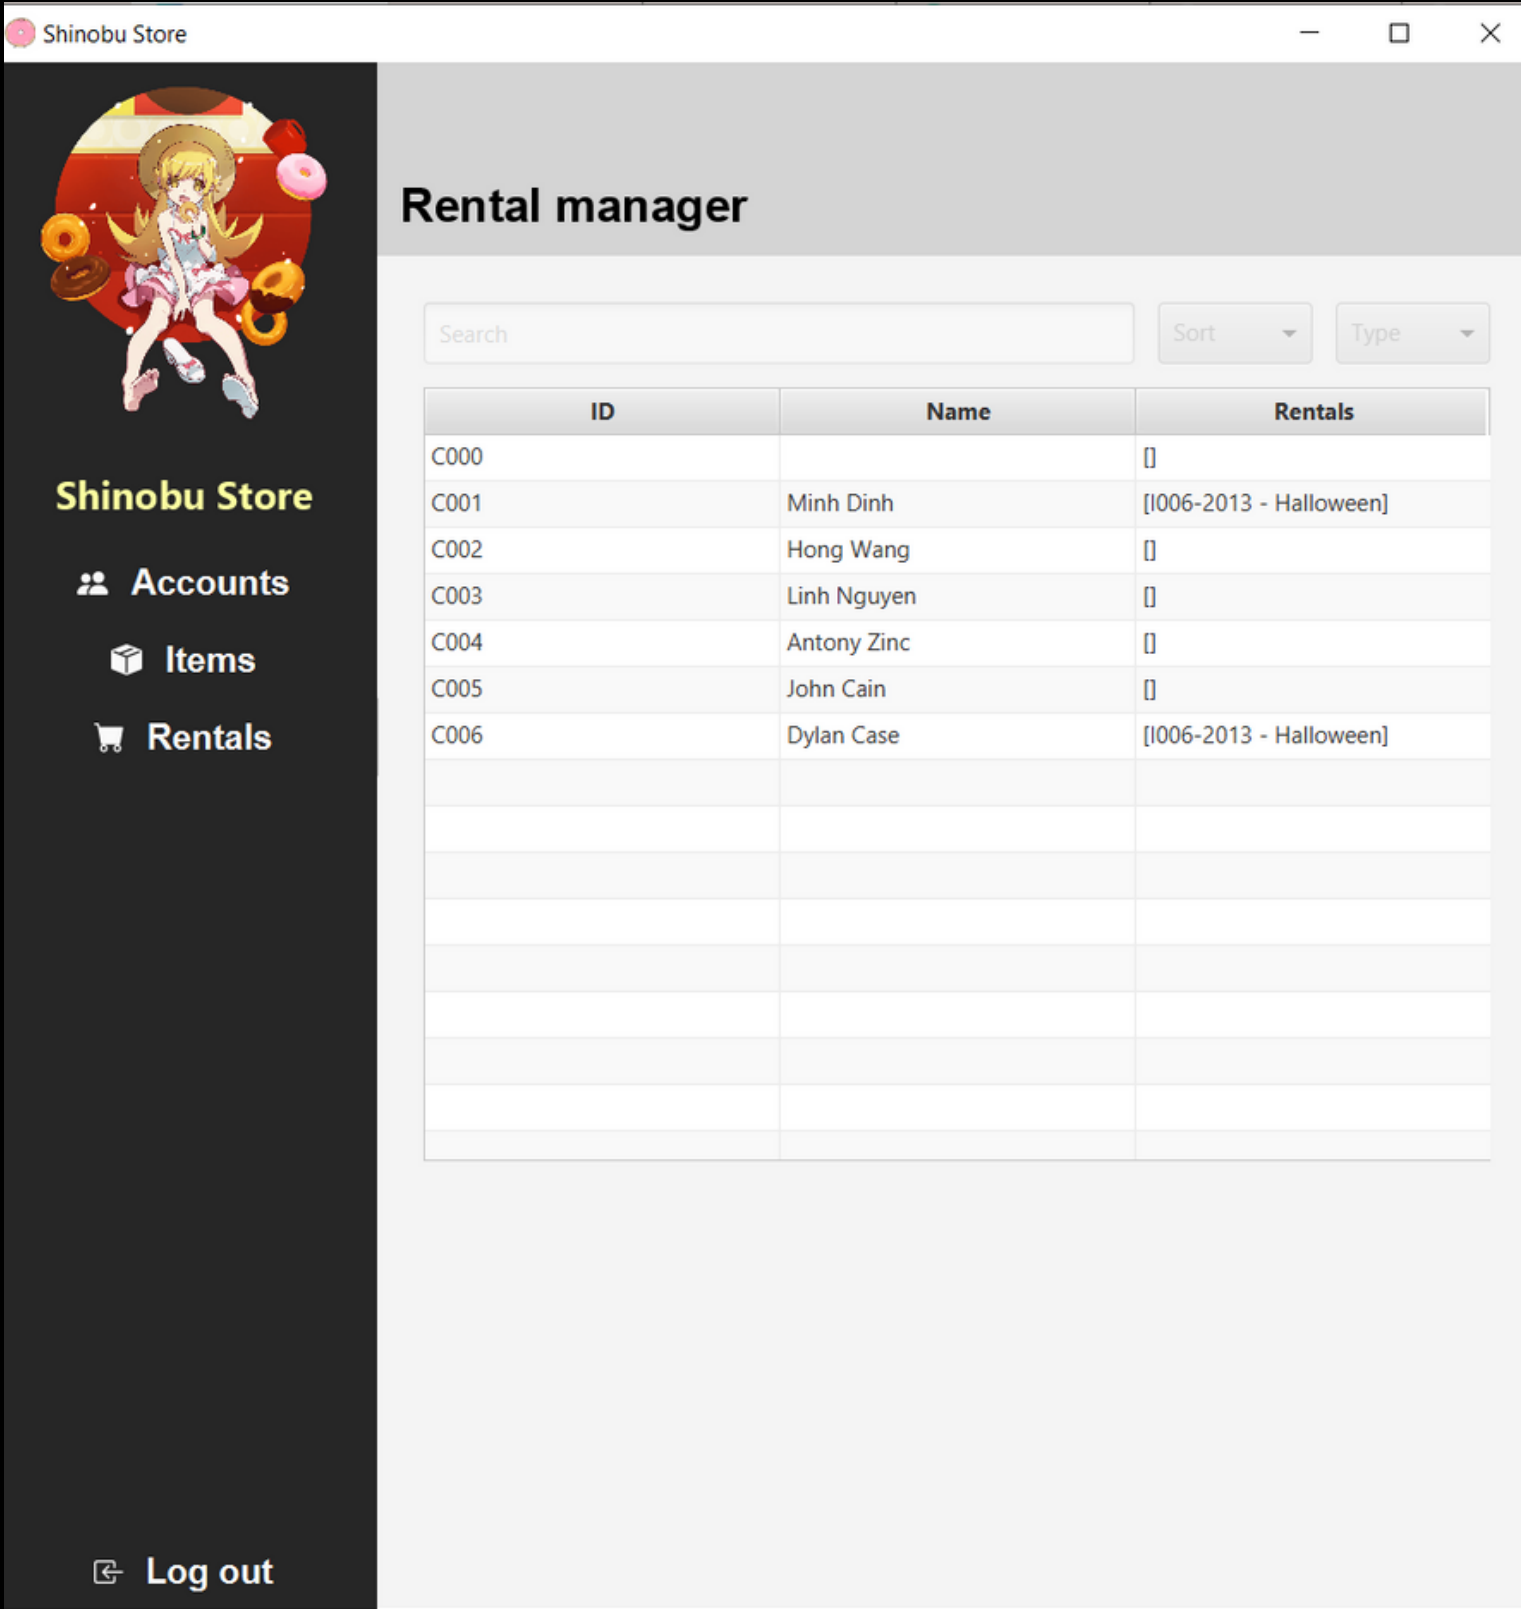 Shinobu Store
Shinobu Store
Accounts
Items
Rentals
Log out
Rental manager
Search Sort Type
ID Name Rentals
C000 []
C001 Minh Dinh [I006-2013 - Halloween]
C002 Hong Wang []
C003 Linh Nguyen []
C004 Antony Zinc []
C005 John Cain []
C006 Dylan Case [I006-2013 - Halloween]